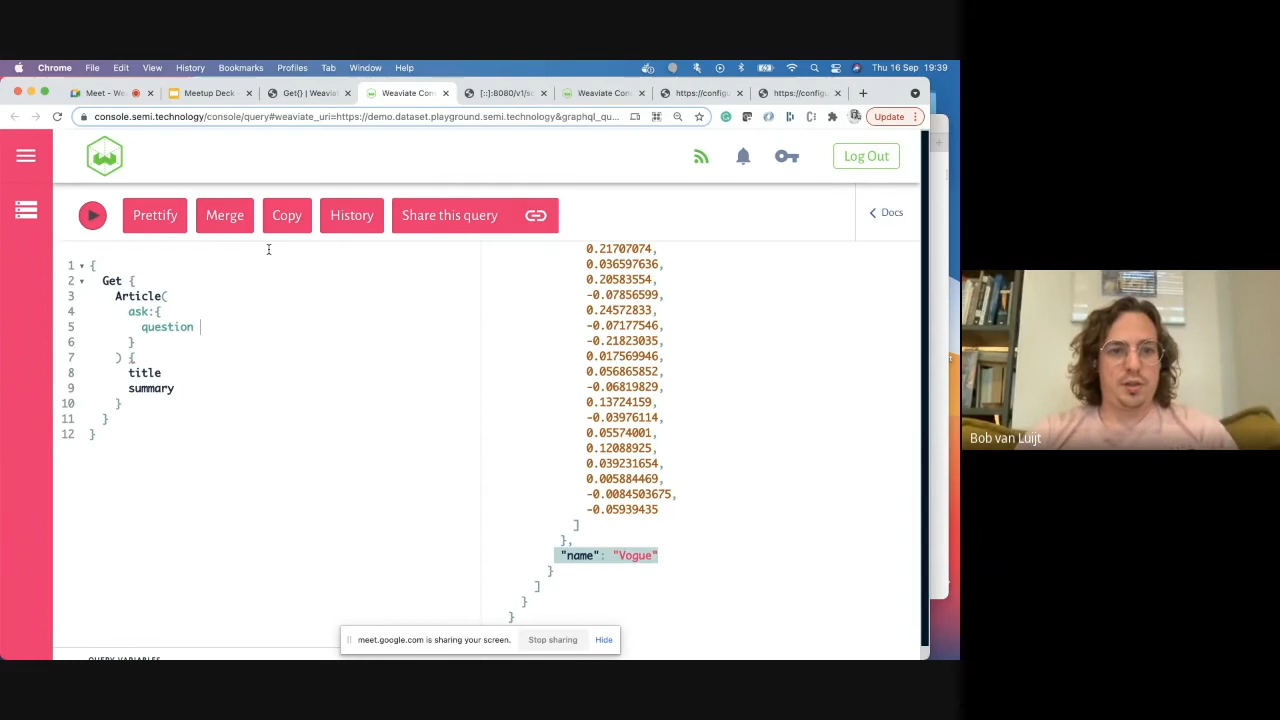 Chrome File Edit View History Bookmarks Profiles Tab Window Help Thu 16 Sep 19:39
Meet - We Meetup Deck - Get{} | Weaviat Weaviate Con [::]:8080/v1/s Weaviate Con https://configu https://configu
console.semi.technology/console/query#weaviate_uri=https://demo.dataset.playground.semi.technology&graphql_qu... Update
Log Out
Prettify Merge Copy History Share this query Docs
1 {
2 Get {
3 Article(
4 ask:{
5 question
6 }
7 ) {
8 title
9 summary
10 }
11 }
12 }
0.21707074,
0.036597636,
0.20583554,
-0.07856599,
0.24572833,
-0.07177546,
-0.21823035,
0.017569946,
0.056865852,
-0.06819829,
0.13724159,
-0.03976114,
0.05574001,
0.12088925,
0.039231654,
0.005884469,
-0.0084503675,
-0.05939435
]
},
"name": "Vogue"
}
]
}
}
meet.google.com is sharing your screen. Stop sharing Hide
QUERY VARIABLES
Bob van Luijt